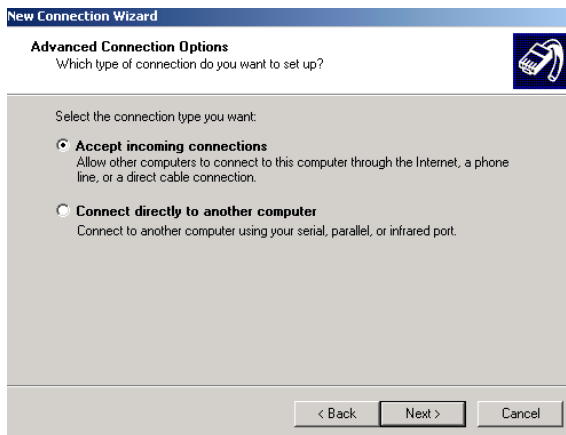 New Connection Wizard
Advanced Connection Options
Which type of connection do you want to set up?
Select the connection type you want:
Accept incoming connections
Allow other computers to connect to this computer through the Internet, a phone
line, or a direct cable connection.
Connect directly to another computer
Connect to another computer using your serial, parallel, or infrared port.
< Back Next > Cancel